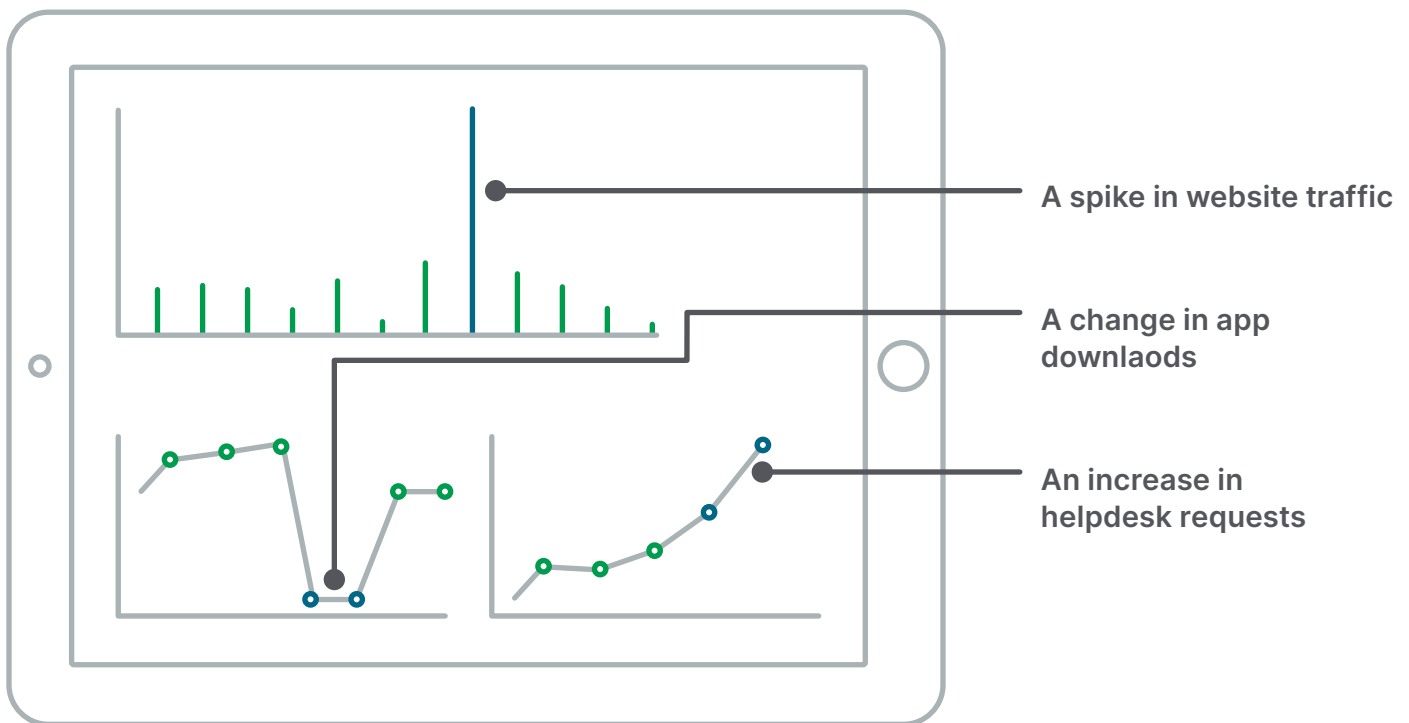 A spike in website traffic
A change in app
downlaods
An increase in
helpdesk requests